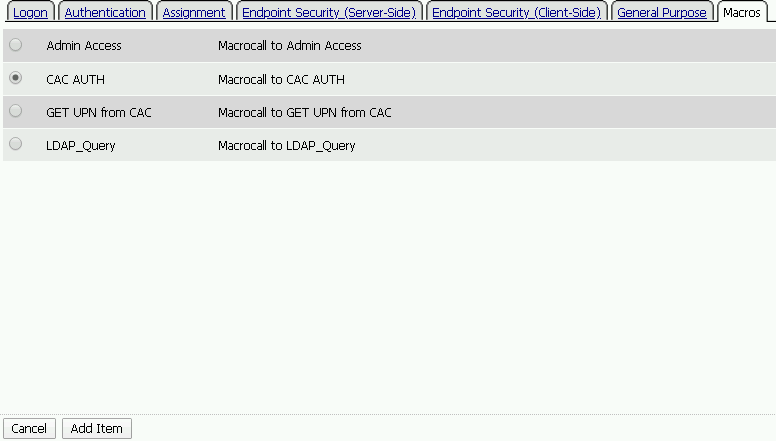 Logon Authentication Assignment Endpoint Security (Server-Side) Endpoint Security (Client-Side) General Purpose Macros
Admin Access Macrocall to Admin Access
CAC AUTH Macrocall to CAC AUTH
GET UPN from CAC Macrocall to GET UPN from CAC
LDAP_Query Macrocall to LDAP_Query
Cancel Add Item